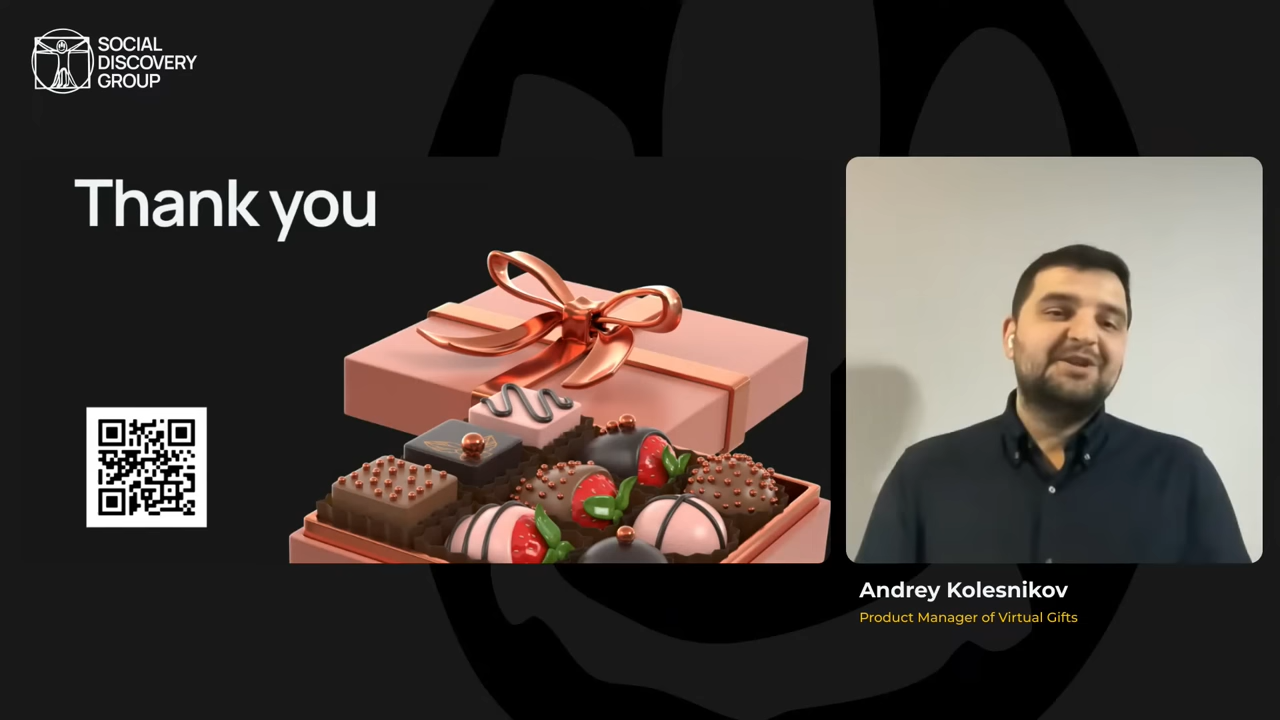 SOCIAL
DISCOVERY
GROUP
Thank you
Andrey Kolesnikov
Product Manager of Virtual Gifts